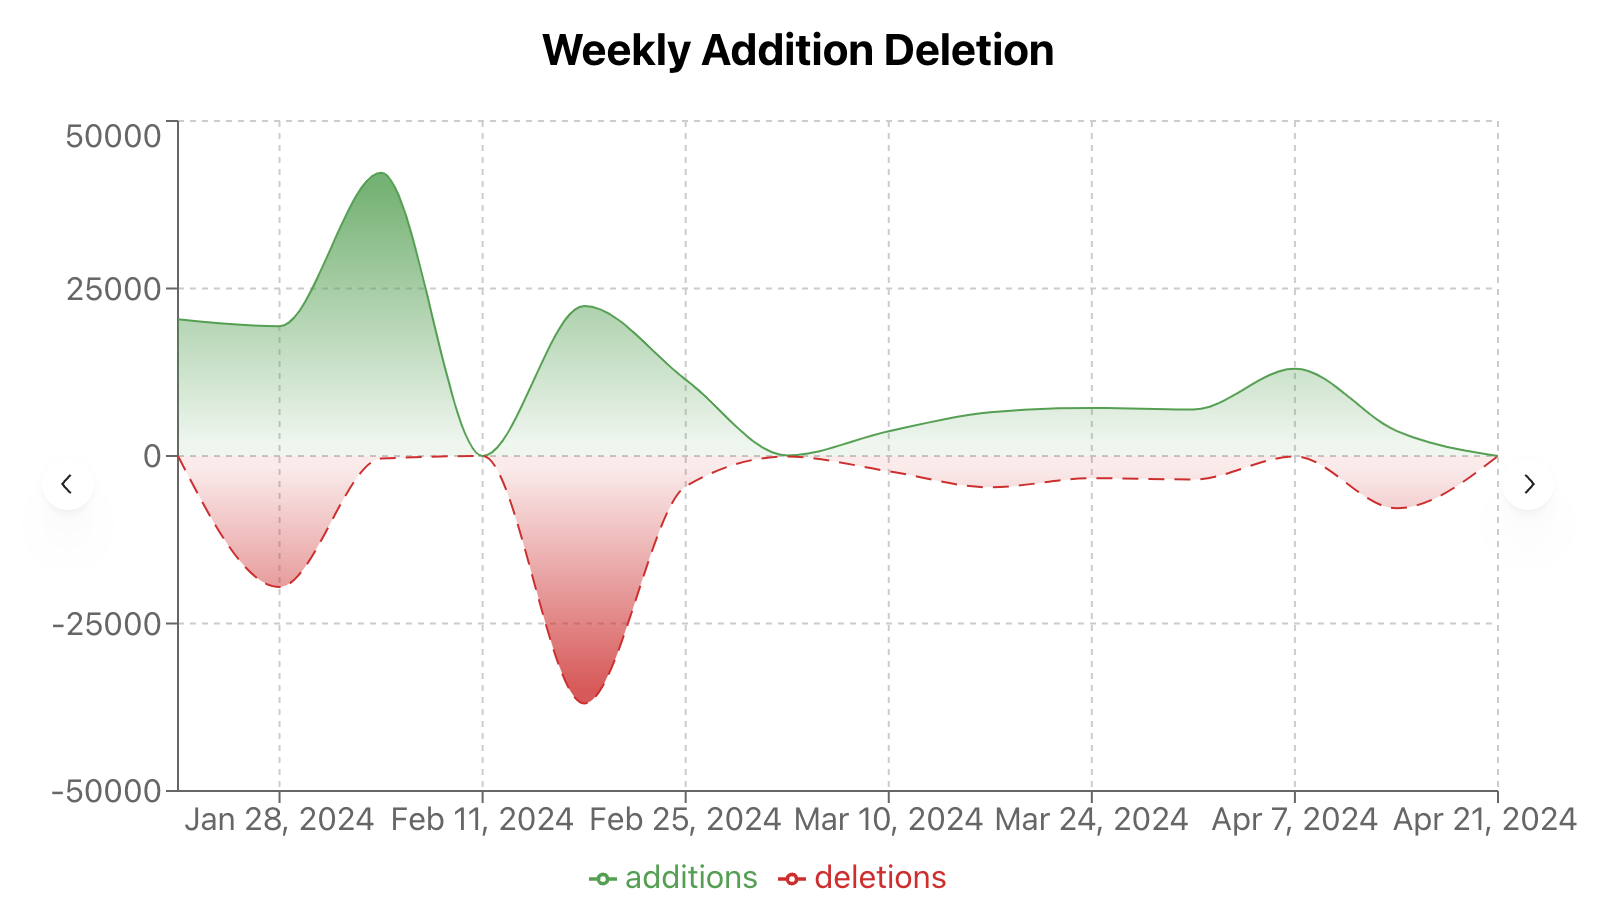 Weekly Addition Deletion
50000
25000
0
-25000
-50000
Jan 28, 2024 Feb 11, 2024 Feb 25, 2024 Mar 10, 2024 Mar 24, 2024 Apr 7, 2024 Apr 21, 2024
additions deletions